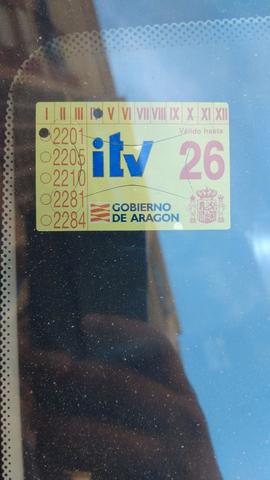 I II III IV V VI VII VIII IX X XI XII
2201
Válido hasta
2205
itv
26
2210
2281
GOBIERNO
DE ARAGON
2284